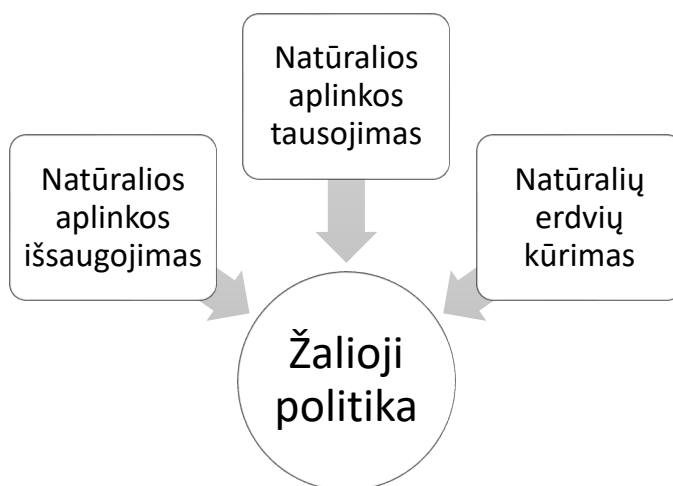 Natūralios
aplinkos
tausojimas
Natūralios
aplinkos
išsaugojimas
Natūralių
erdvių
kūrimas
Žalioji
politika